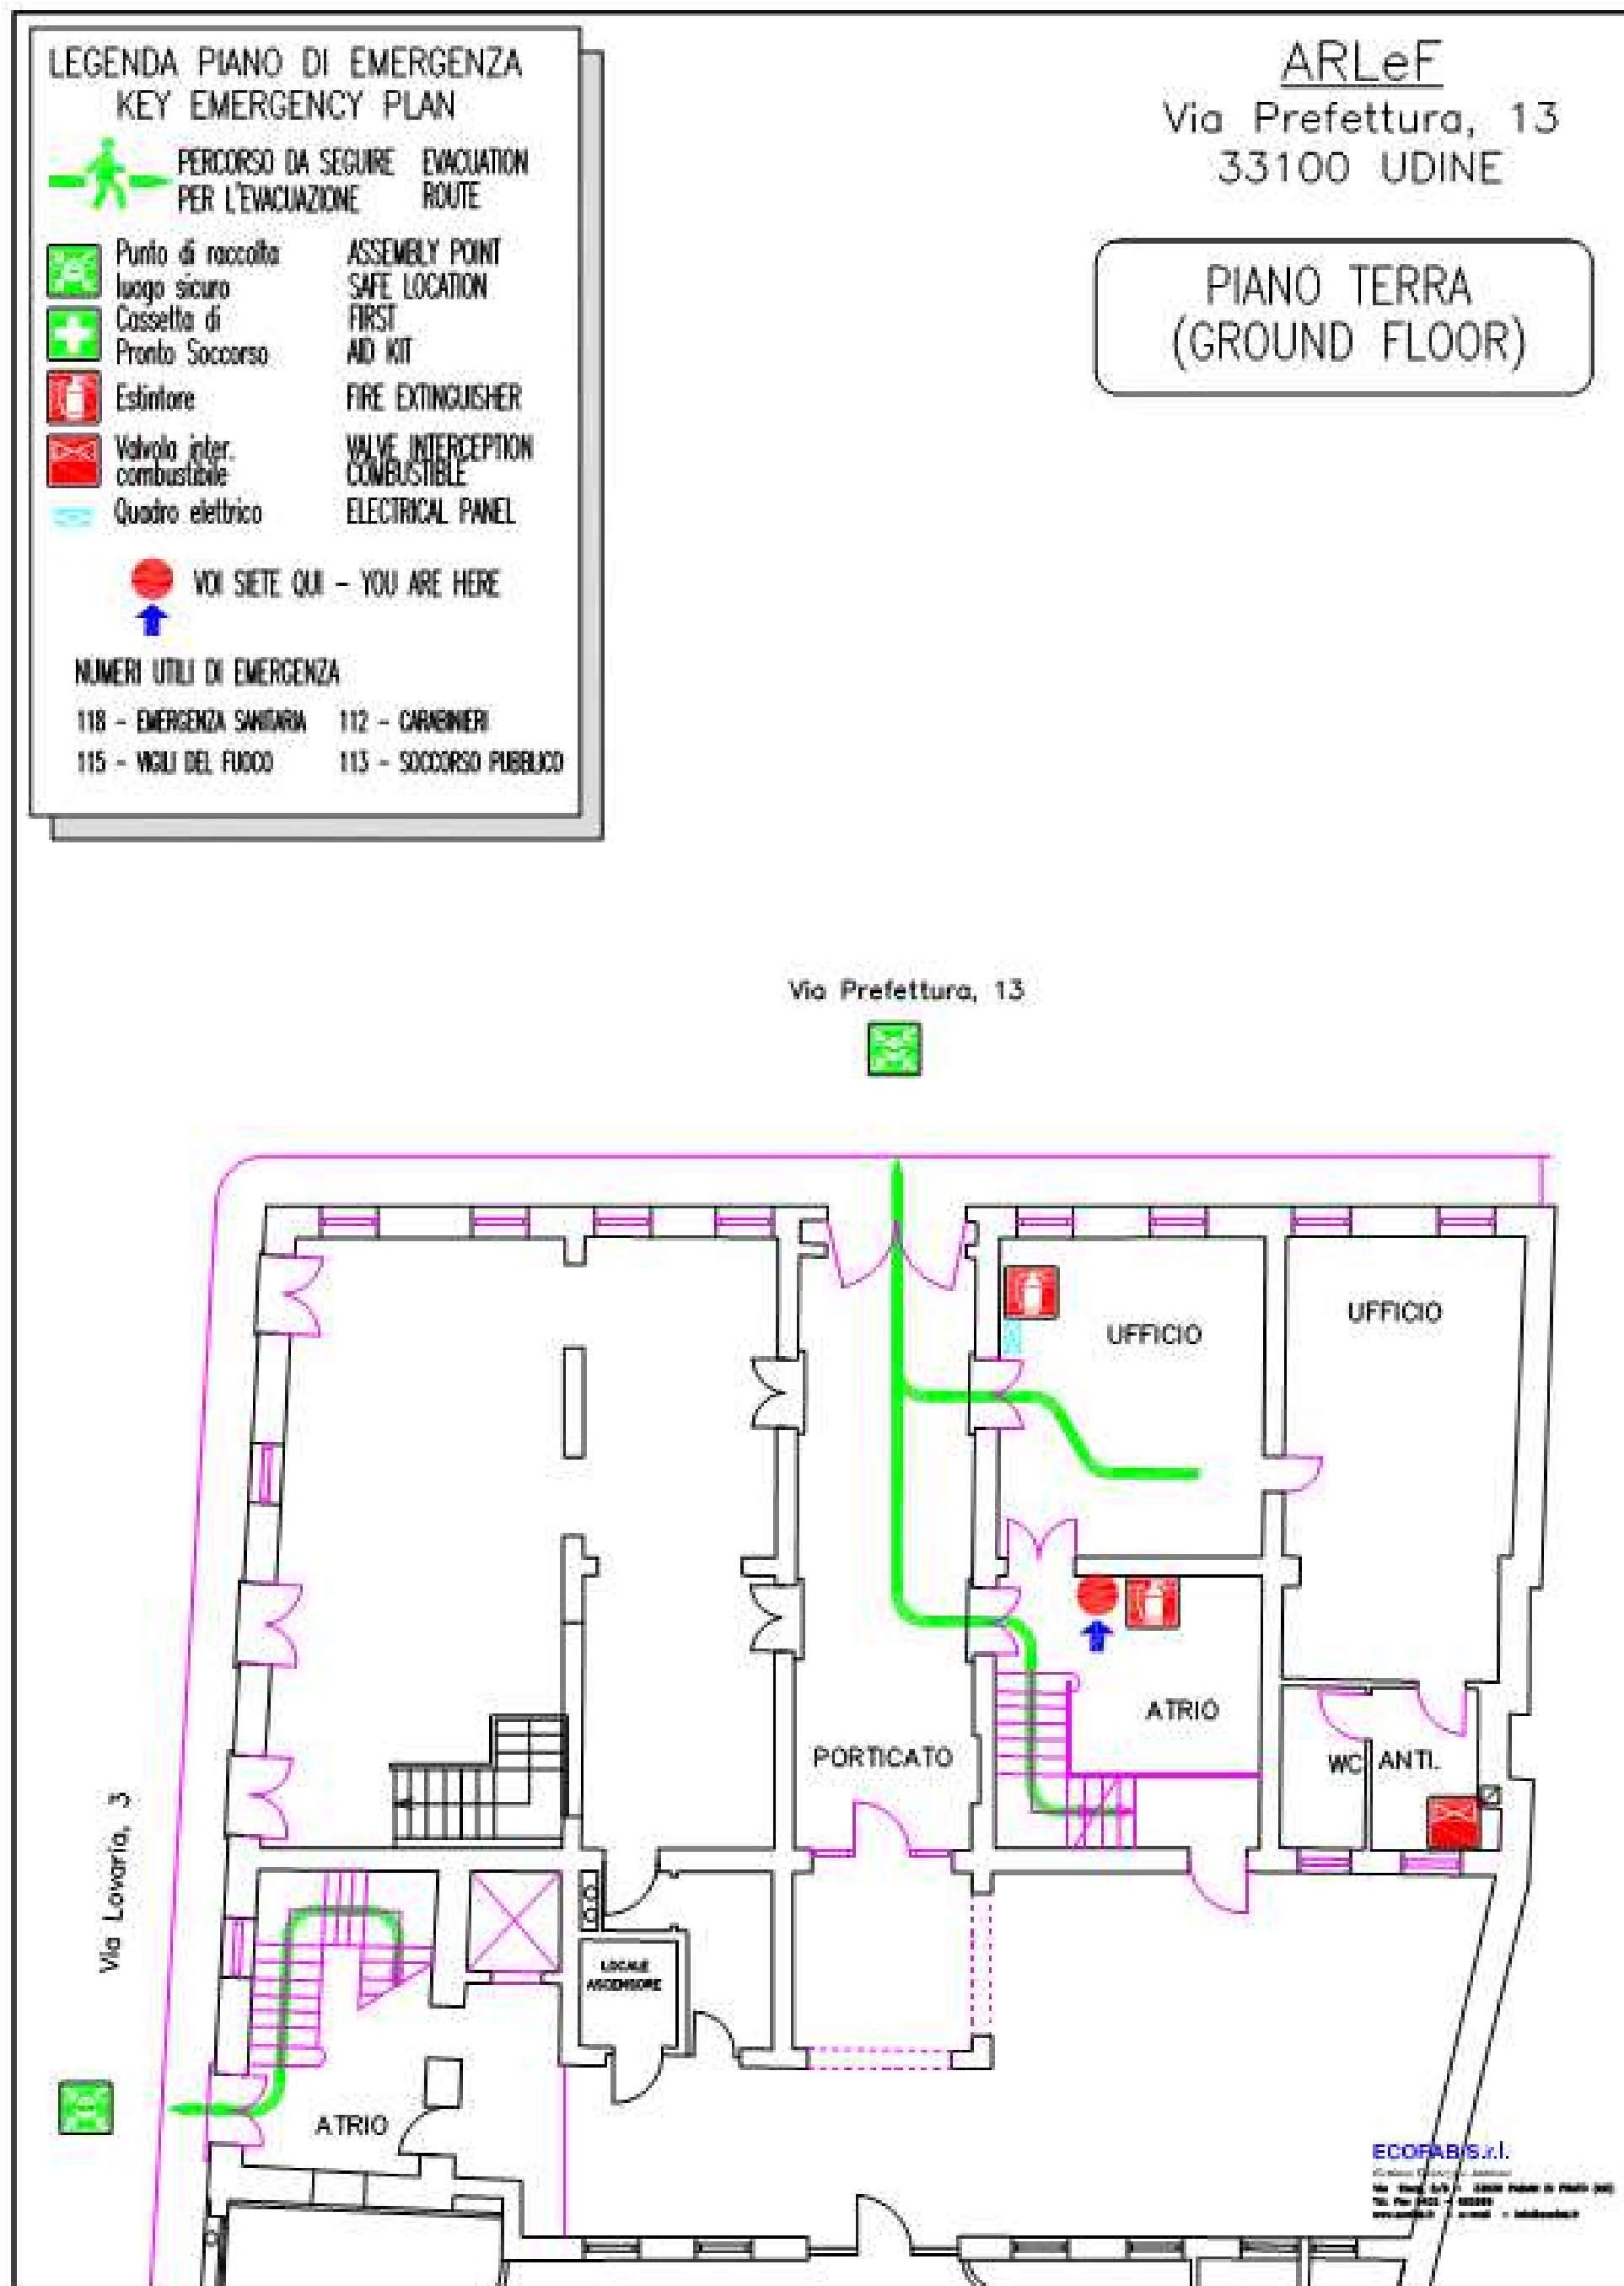 LEGENDA PIANO DI EMERGENZA
KEY EMERGENCY PLAN
PERCORSO DA SEGUIRE EVACUATION
PER L'EVACUAZIONE ROUTE
Punto di raccolta ASSEMBLY POINT
luogo sicuro SAFE LOCATION
Cassetta di FIRST
Pronto Soccorso AID KIT
Estintore FIRE EXTINGUISHER
Valvola inter. VALVE INTERCEPTION
combustibile COMBUSTIBLE
Quadro elettrico ELECTRICAL PANEL
VOI SIETE QUI - YOU ARE HERE
NUMERI UTILI DI EMERGENZA
118 - EMERGENZA SANITARIA 112 - CARABINIERI
115 - VIGILI DEL FUOCO 113 - SOCCORSO PUBBLICO
ARLeF
Via Prefettura, 13
33100 UDINE
PIANO TERRA
(GROUND FLOOR)
Via Prefettura, 13
UFFICIO
UFFICIO
ATRIO
PORTICATO
WC ANTI.
Via Lovaria, 3
LOCALE
ASCENSORE
ATRIO
ECOFAB S.r.l.